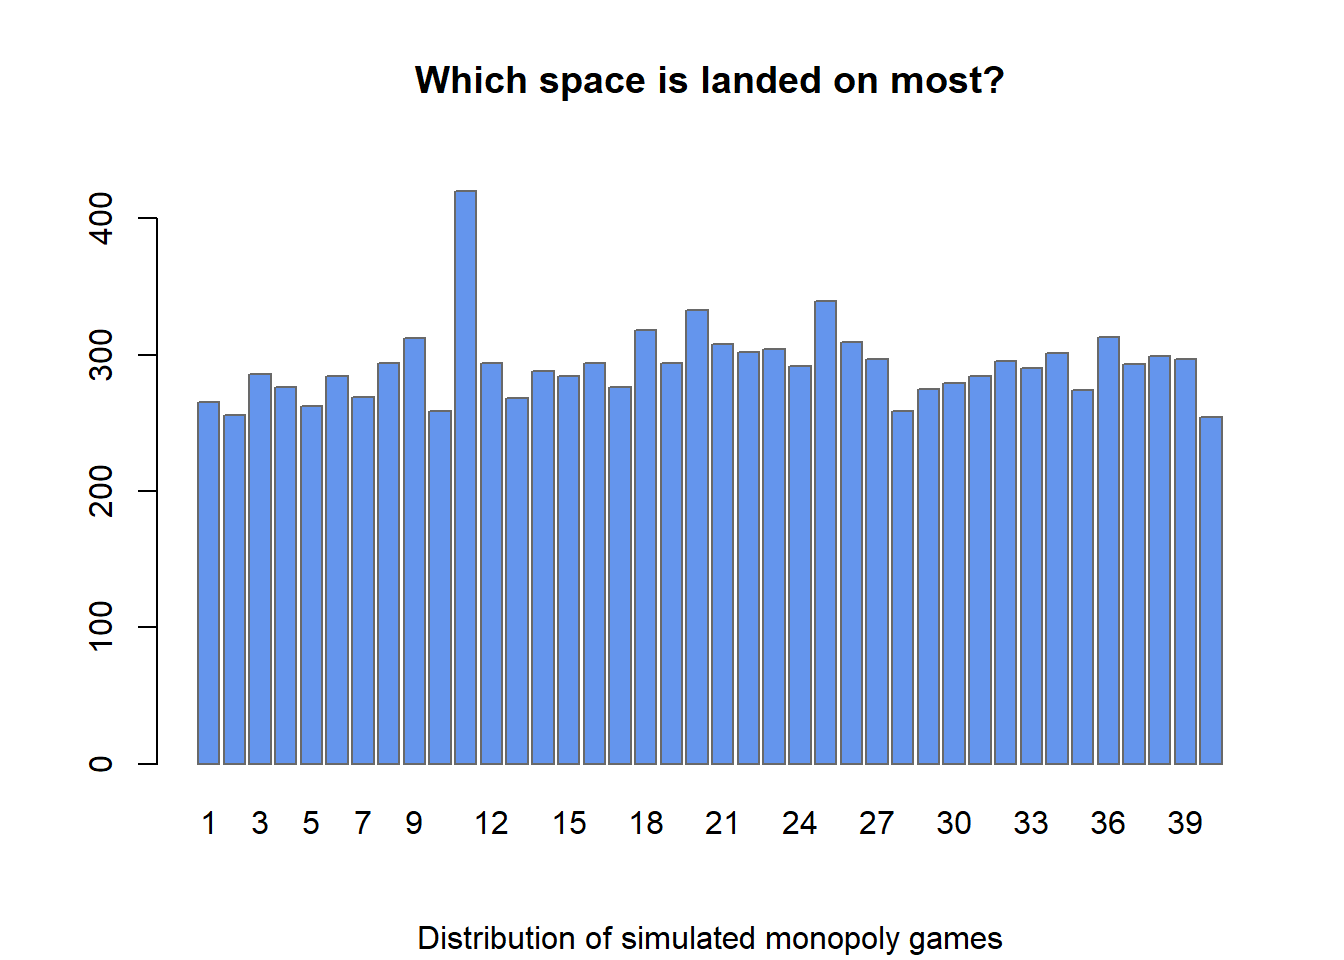 Which space is landed on most?
400
300
200
100
0
1 3 5 7 9 12 15 18 21 24 27 30 33 36 39
Distribution of simulated monopoly games